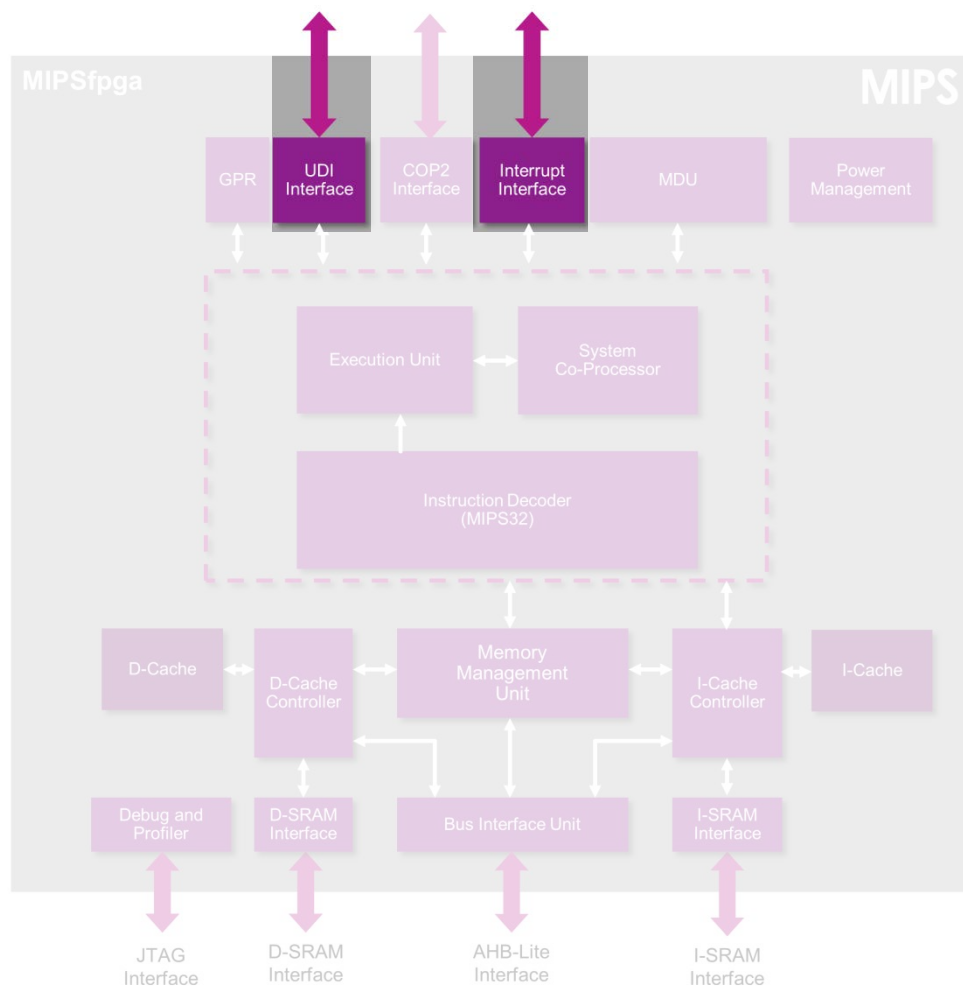 MIPSfpga
MIPS
GPR
UDI
Interface
COP2
Interface
Interrupt
Interface
MDU
Power
Management
Execution Unit
System
Co-Processor
Instruction Decoder
(MIPS32)
D-Cache
D-Cache
Controller
Memory
Management
Unit
I-Cache
Controller
I-Cache
Debug and
Profiler
D-SRAM
Interface
Bus Interface Unit
I-SRAM
Interface
JTAG
Interface
D-SRAM
Interface
AHB-Lite
Interface
I-SRAM
Interface